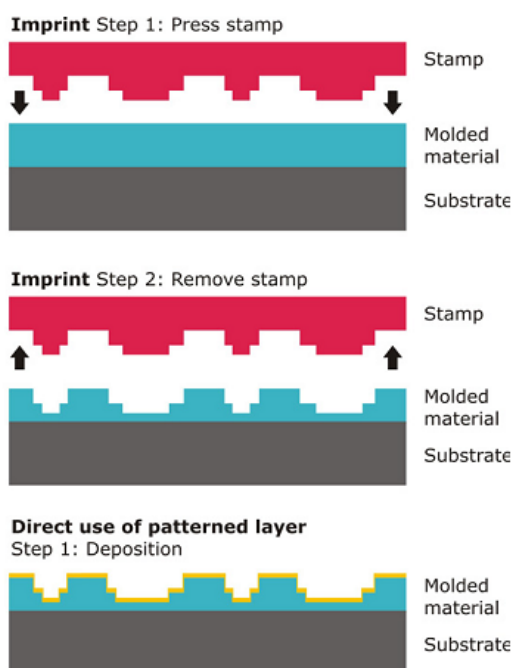 Imprint Step 1: Press stamp
Stamp
Molded
material
Substrate
Imprint Step 2: Remove stamp
Stamp
Molded
material
Substrate
Direct use of patterned layer
Step 1: Deposition
Molded
material
Substrate